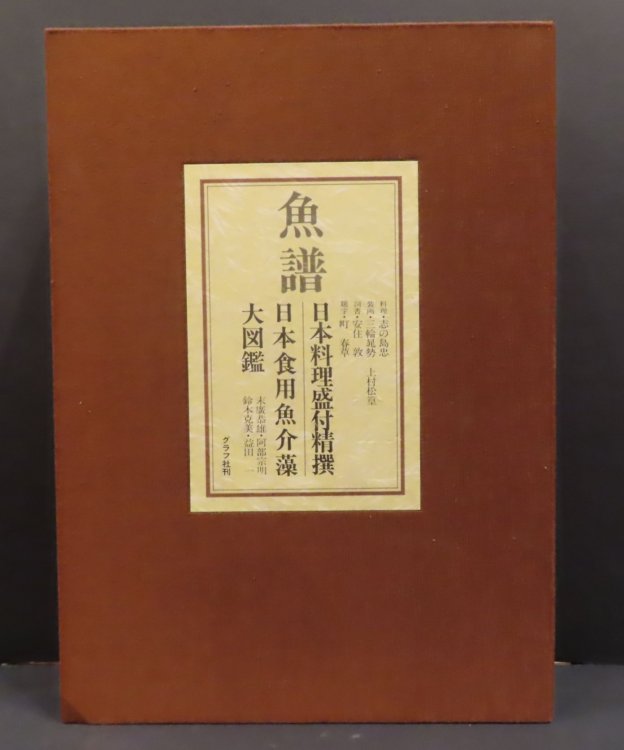 魚譜
料理・志の島忠
装画・三輪晁勢 上村松篁
詞書・安住 敦
題字・町 春草
日本料理盛付精撰
日本食用魚介藻
大図鑑
末廣恭雄・阿部宗明
鈴木克美・益田 一
グラフ社刊